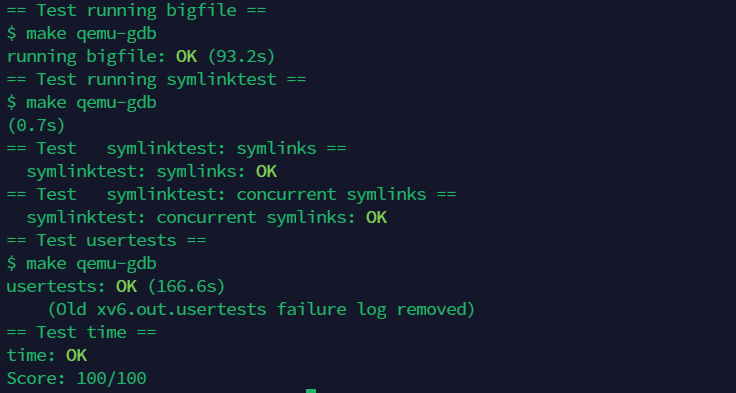 == Test running bigfile ==
$ make qemu-gdb
running bigfile: OK (93.2s)
== Test running symlinktest ==
$ make qemu-gdb
(0.7s)
== Test   symlinktest: symlinks ==
  symlinktest: symlinks: OK
== Test   symlinktest: concurrent symlinks ==
  symlinktest: concurrent symlinks: OK
== Test usertests ==
$ make qemu-gdb
usertests: OK (166.6s)
    (Old xv6.out.usertests failure log removed)
== Test time ==
time: OK
Score: 100/100